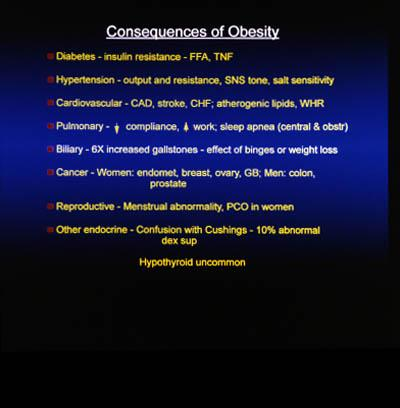 Consequences of Obesity
Diabetes - insulin resistance - FFA, TNF
Hypertension - output and resistance, SNS tone, salt sensitivity
Cardiovascular - CAD, stroke, CHF; atherogenic lipids, WHR
Pulmonary - ↓ compliance, ↑ work; sleep apnea (central & obstr)
Biliary - 6X increased gallstones - effect of binges or weight loss
Cancer - Women: endomet, breast, ovary, GB; Men: colon,
prostate
Reproductive - Menstrual abnormality, PCO in women
Other endocrine - Confusion with Cushings - 10% abnormal
dex sup
Hypothyroid uncommon